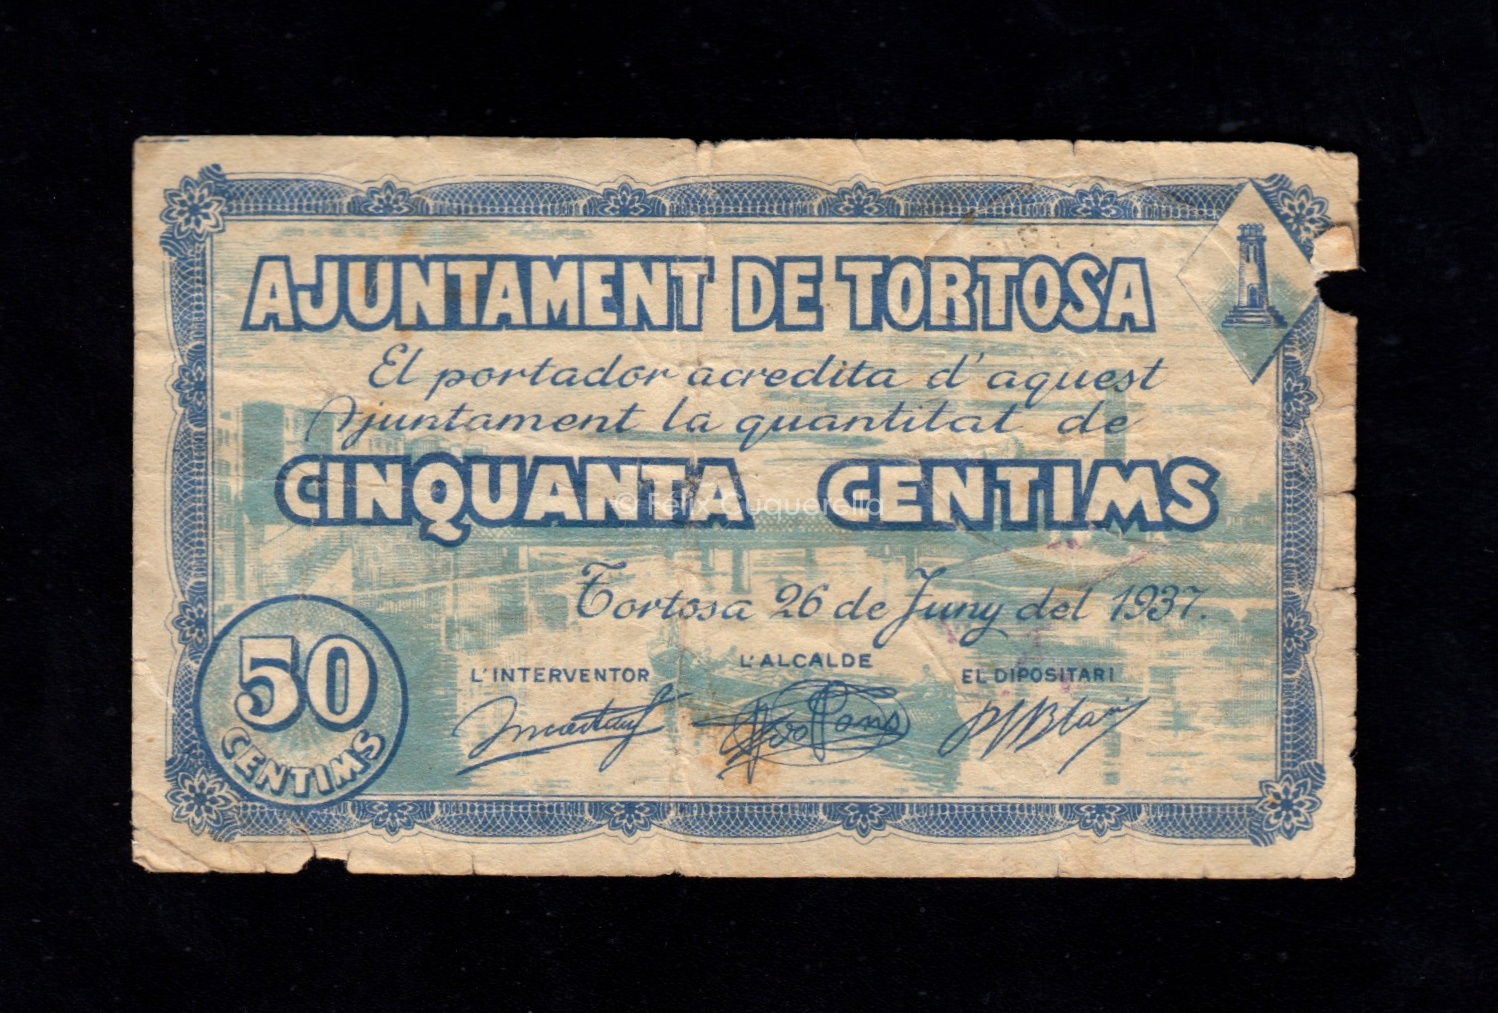 AJUNTAMENT DE TORTOSA
El portador acredita d'aquest
Ajuntament la quantitat de
CINQUANTA CENTIMS
© Fèlix Cuquerella
Tortosa 26 de Juny del 1937.
L'INTERVENTOR L'ALCALDE EL DIPOSITARI
50
CENTIMS